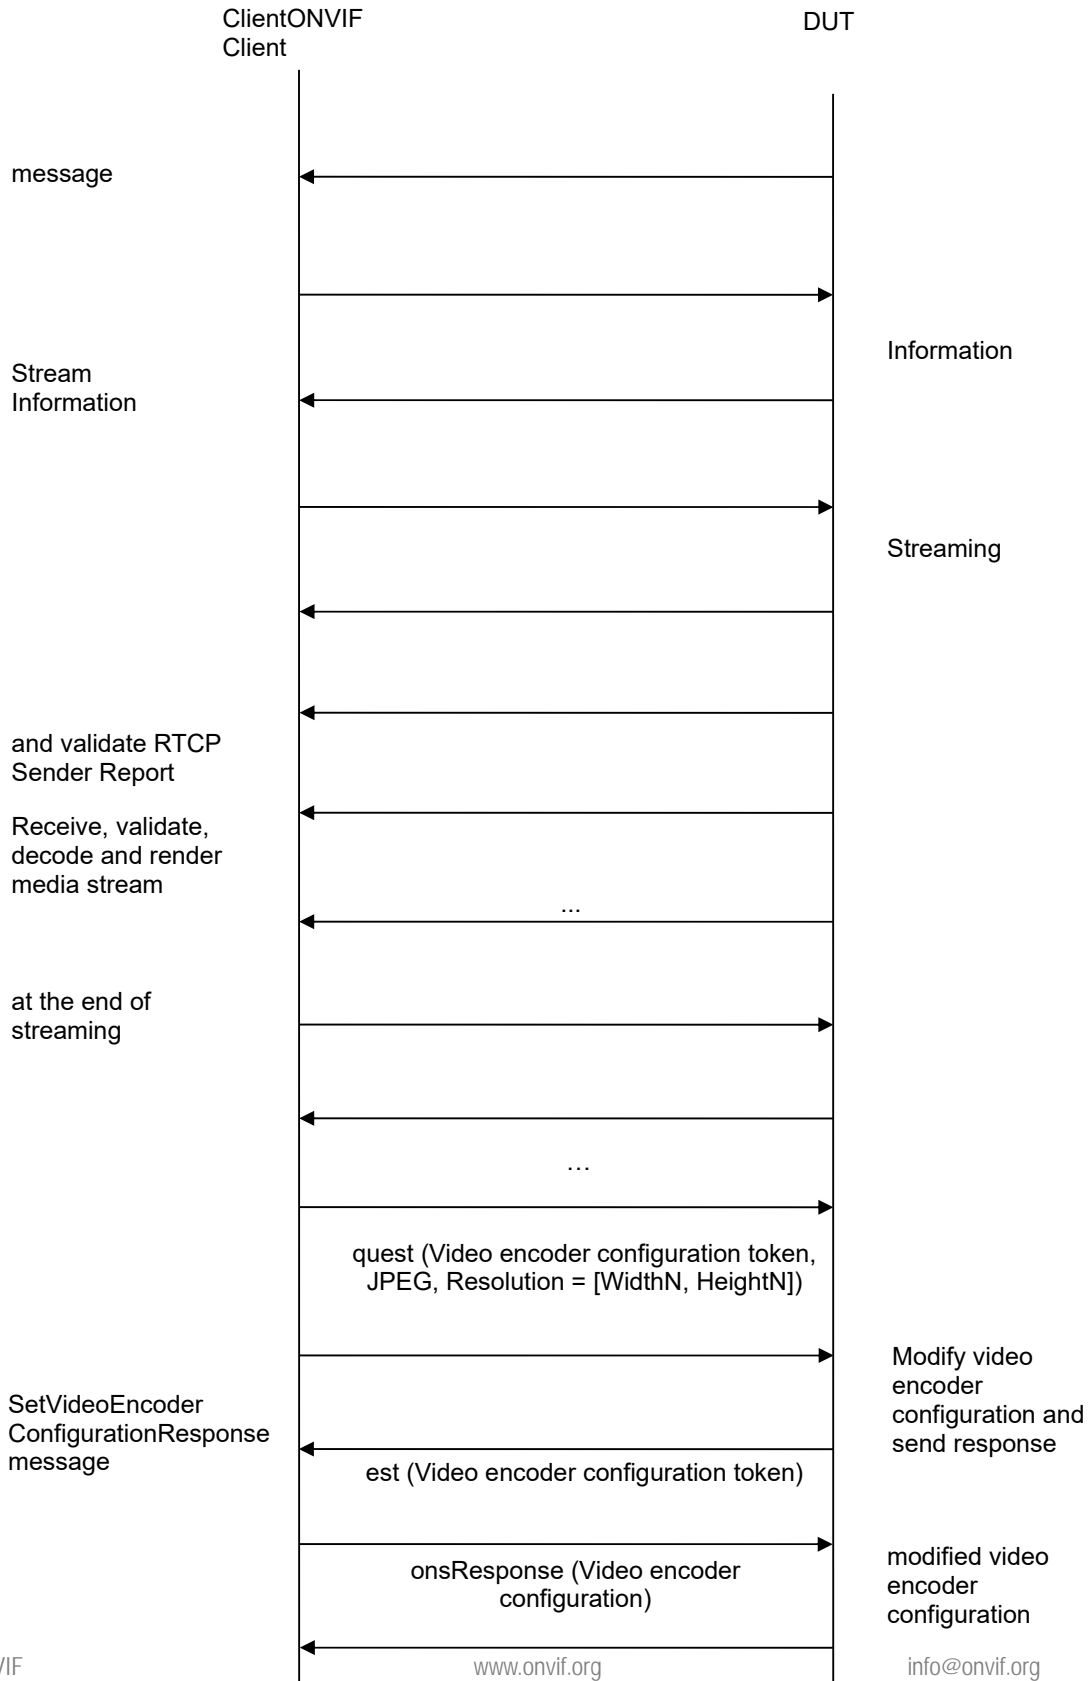 ClientONVIF
Client
DUT
message
Information
Stream
Information
Streaming
and validate RTCP
Sender Report
Receive, validate,
decode and render
media stream
...
at the end of
streaming
...
quest (Video encoder configuration token,
JPEG, Resolution = [WidthN, HeightN])
Modify video
encoder
configuration and
send response
SetVideoEncoder
ConfigurationResponse
message
est (Video encoder configuration token)
onsResponse (Video encoder
configuration)
modified video
encoder
configuration
VIF
www.onvif.org
info@onvif.org